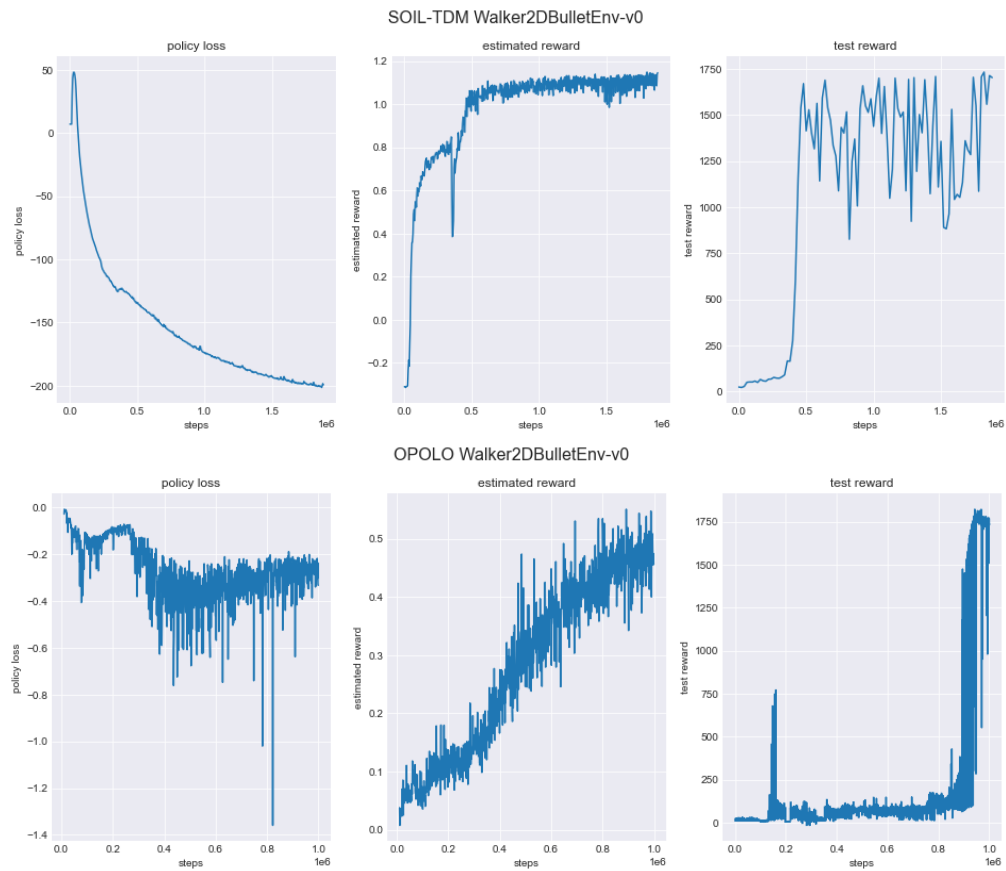 SOIL-TDM Walker2DBulletEnv-v0
policy loss
estimated reward
test reward
50
0
−50
−100
−150
−200
policy loss
0.0
0.5
1.0
1.5
1e6
steps
1.2
1.0
0.8
0.6
0.4
0.2
0.0
−0.2
estimated reward
0.0
0.5
1.0
1.5
1e6
steps
1750
1500
1250
1000
750
500
250
0
test reward
0.0
0.5
1.0
1.5
1e6
steps
OPOLO Walker2DBulletEnv-v0
policy loss
estimated reward
test reward
0.0
−0.2
−0.4
−0.6
−0.8
−1.0
−1.2
−1.4
policy loss
0.0
0.2
0.4
0.6
0.8
1.0
1e6
steps
0.5
0.4
0.3
0.2
0.1
0.0
estimated reward
0.0
0.2
0.4
0.6
0.8
1.0
1e6
steps
1750
1500
1250
1000
750
500
250
0
test reward
0.0
0.2
0.4
0.6
0.8
1.0
1e6
steps